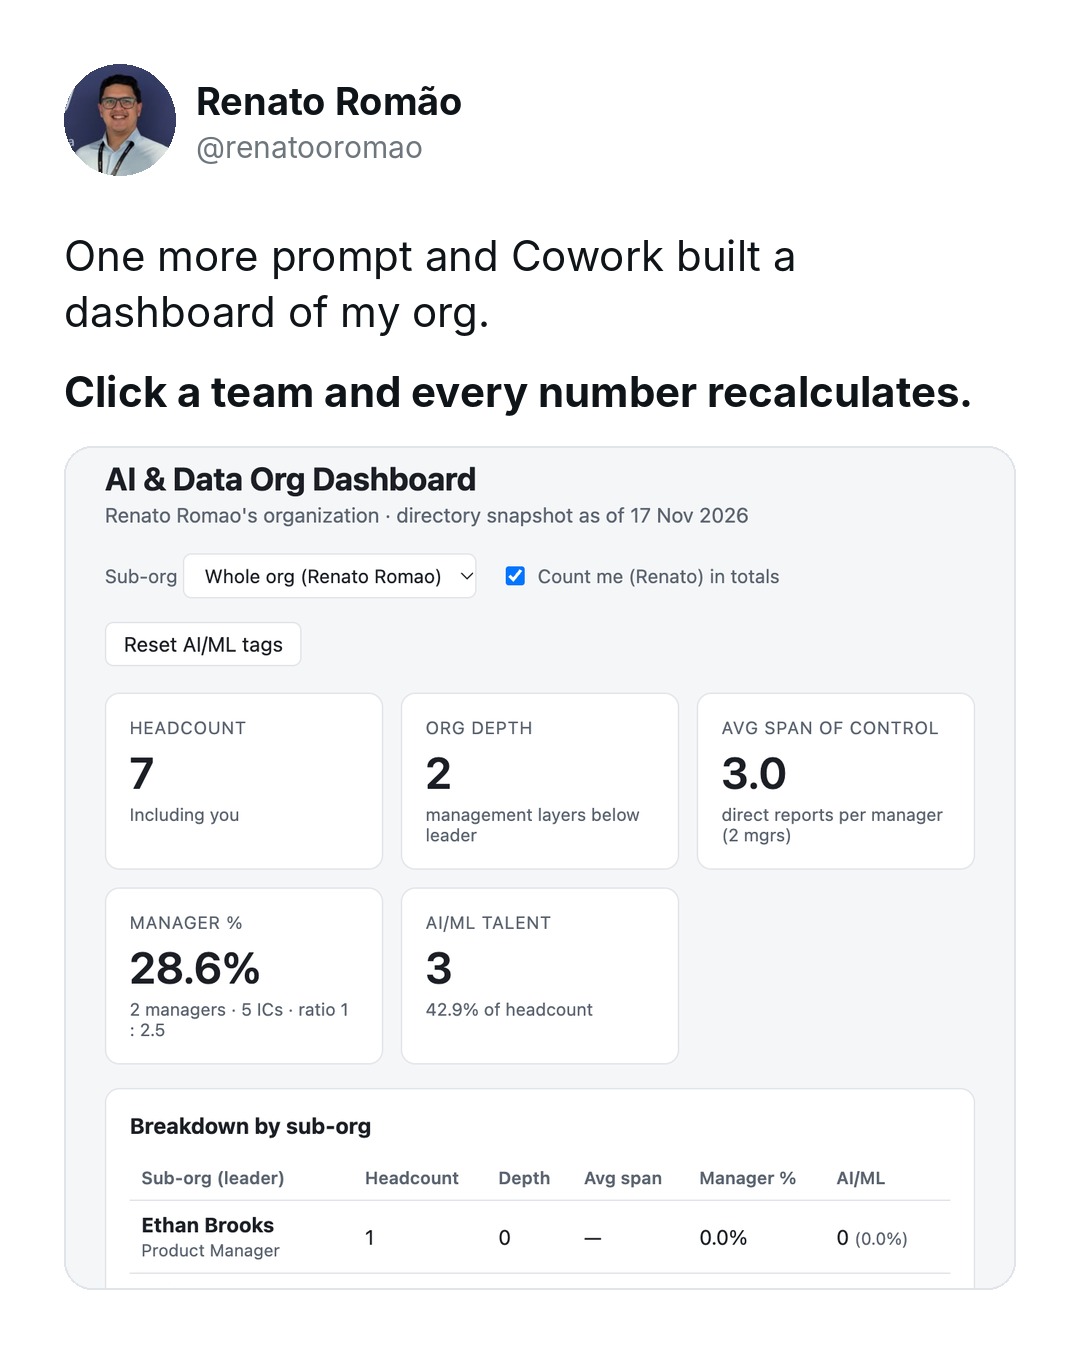 Renato Romão
@renatooromao
One more prompt and Cowork built a
dashboard of my org.
Click a team and every number recalculates.
AI & Data Org Dashboard
Renato Romao's organization · directory snapshot as of 17 Nov 2026
Sub-org Whole org (Renato Romao) Count me (Renato) in totals
Reset AI/ML tags
HEADCOUNT
7
Including you
ORG DEPTH
2
management layers below
leader
AVG SPAN OF CONTROL
3.0
direct reports per manager
(2 mgrs)
MANAGER %
28.6%
2 managers · 5 ICs · ratio 1
: 2.5
AI/ML TALENT
3
42.9% of headcount
Breakdown by sub-org
Sub-org (leader) Headcount Depth Avg span Manager % AI/ML
Ethan Brooks
Product Manager
1 0 — 0.0% 0 (0.0%)